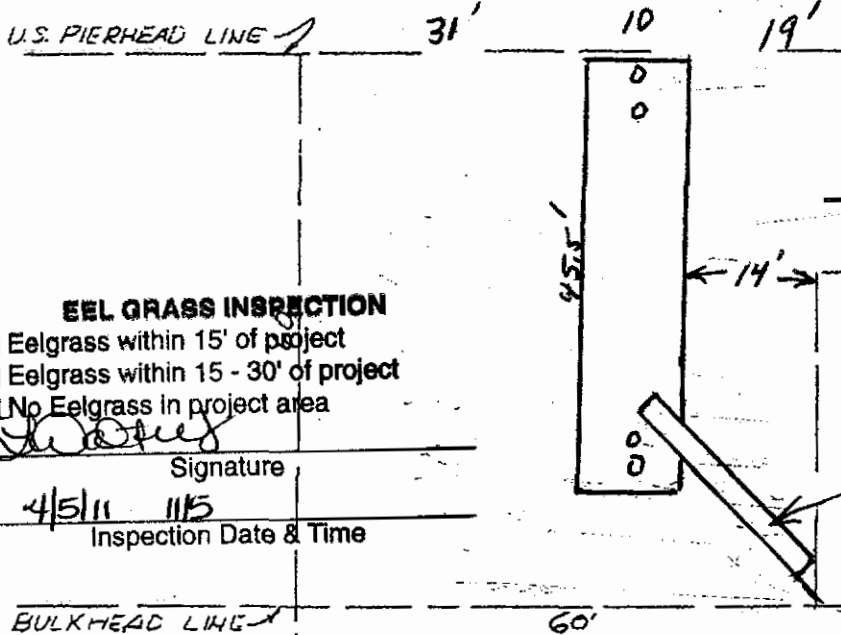 U.S. PIERHEAD LINE
31'
10
19'
45.5'
14'
EEL GRASS INSPECTION
Eelgrass within 15' of project
Eelgrass within 15 - 30' of project
No Eelgrass in project area
Signature
4/5/11 1115
Inspection Date & Time
BULKHEAD LINE
60'